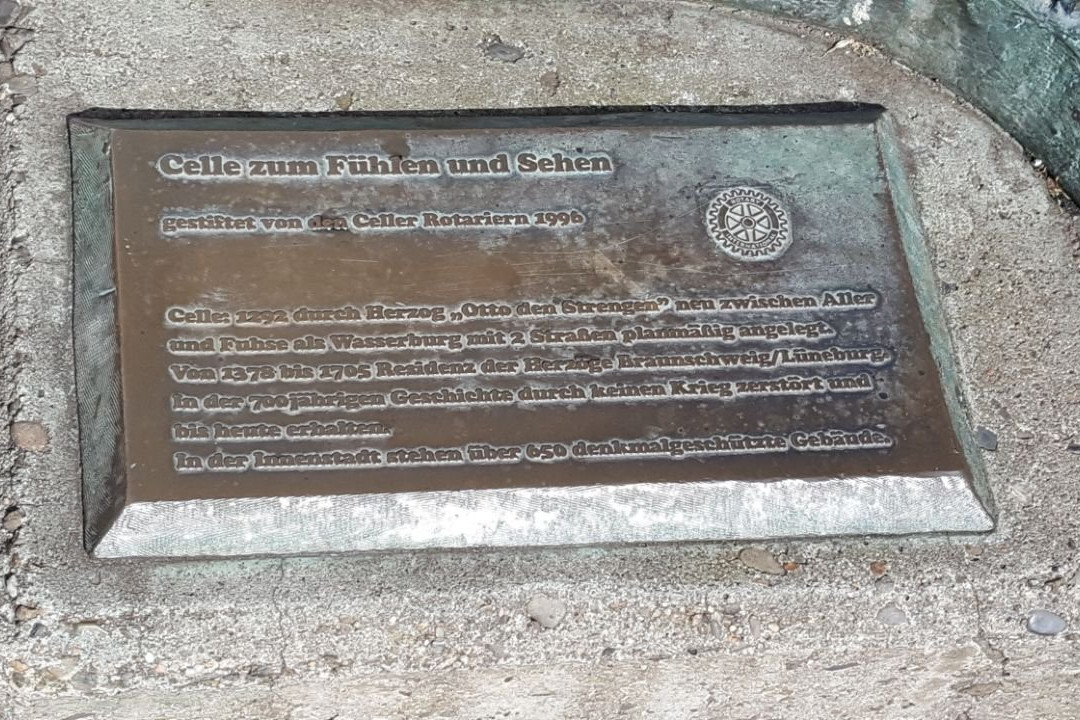 Celle zum Fühlen und Sehen
gestiftet von den Celler Rotariern 1996
Celle: 1292 durch Herzog „Otto den Strengen” neu zwischen Aller
und Fuhse als Wasserburg mit 2 Straßen planmäßig angelegt.
Von 1378 bis 1705 Residenz der Herzöge Braunschweig/Lüneburg.
In der 700jährigen Geschichte durch keinen Krieg zerstört und
bis heute erhalten.
In der Innenstadt stehen über 650 denkmalgeschützte Gebäude.